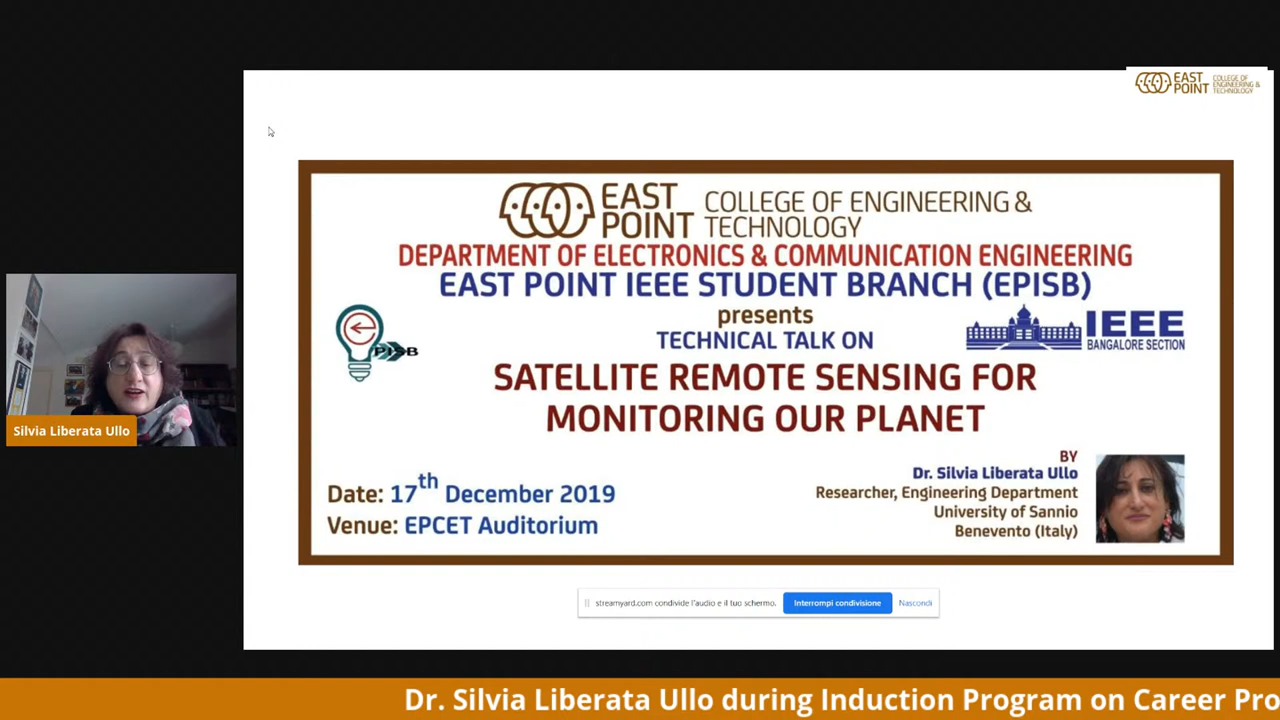 EAST POINT COLLEGE OF ENGINEERING & TECHNOLOGY
EAST POINT COLLEGE OF ENGINEERING & TECHNOLOGY
DEPARTMENT OF ELECTRONICS & COMMUNICATION ENGINEERING
EAST POINT IEEE STUDENT BRANCH (EPISB)
presents
TECHNICAL TALK ON
PISB
IEEE
BANGALORE SECTION
SATELLITE REMOTE SENSING FOR
MONITORING OUR PLANET
Date: 17th December 2019
Venue: EPCET Auditorium
BY
Dr. Silvia Liberata Ullo
Researcher, Engineering Department
University of Sannio
Benevento (Italy)
Silvia Liberata Ullo
streamyard.com condivide l'audio e il tuo schermo. Interrompi condivisione Nascondi
Dr. Silvia Liberata Ullo during Induction Program on Career Pro